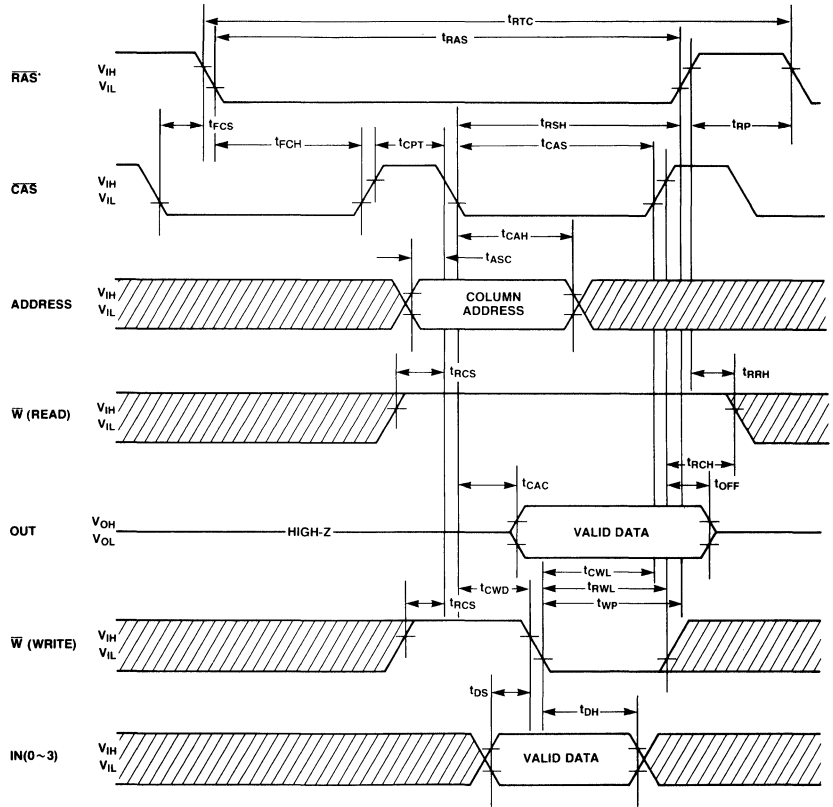 tRTC
tRAS
R̅A̅S̅' VIH
VIL
tFCS tRSH tRP
tFCH tCPT tCAS
C̅A̅S̅ VIH
VIL
tCAH
tASC
ADDRESS VIH
VIL
COLUMN
ADDRESS
tRCS tRRH
W̅ (READ) VIH
VIL
tRCH
tCAC tOFF
OUT VOH
VOL
HIGH-Z VALID DATA
tCWL
tCWD tRWL
tRCS tWP
W̅ (WRITE) VIH
VIL
tDS tDH
IN(0~3) VIH
VIL
VALID DATA